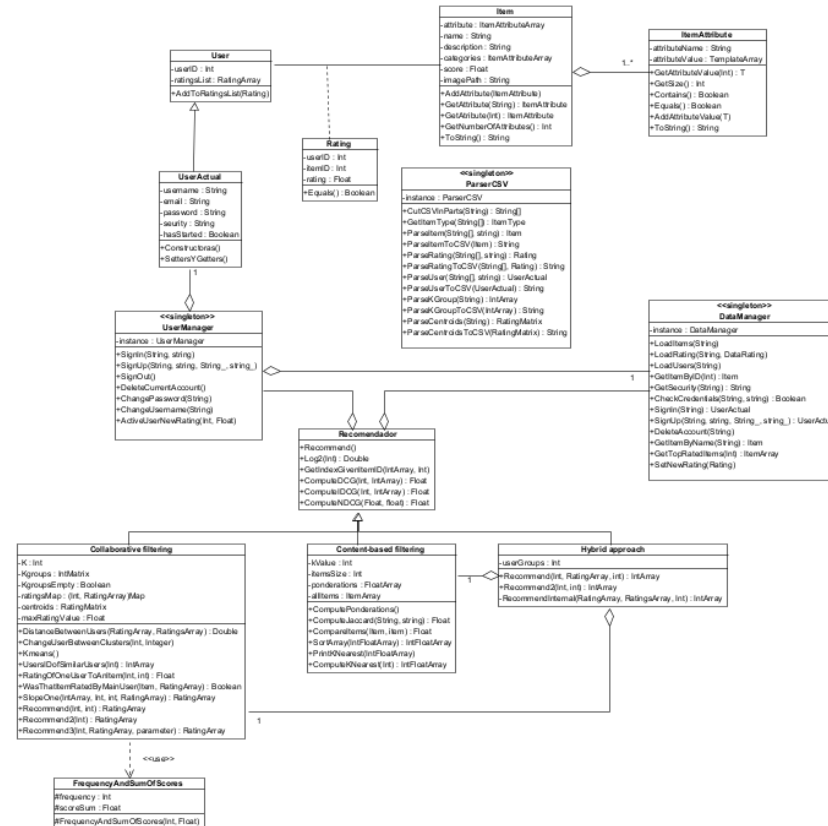 Item
-attribute : ItemAttributeArray
-name : String
-description : String
-categories : ItemAttributeArray
-score : Float
-imagePath : String
+AddAttribute(ItemAttribute)
+GetAttribute(String) : ItemAttribute
+GetAtribute(Int) : ItemAttribute
+GetNumberOfAttributes() : Int
+ToString() : String
1..*
ItemAttribute
-attributeName : String
-attributeValue : TemplateArray
+GetAttributeValue(Int) : T
+GetSize() : Int
+Contains() : Boolean
+Equals() : Boolean
+AddAttributeValue(T)
+ToString() : String
User
-userID : Int
-ratingsList : RatingArray
+AddToRatingsList(Rating)
Rating
-userID : Int
-itemID : Int
-rating : Float
+Equals() : Boolean
UserActual
-username : String
-email : String
-password : String
-seurity : String
-hasStarted : Boolean
+Constructoras()
+SettersYGetters()
1
<<singleton>>
ParserCSV
-instance : ParserCSV
+CutCSVInParts(String) : String[]
+GetItemType(String[]) : ItemType
+ParseItem(String[], string) : Item
+ParseItemToCSV(Item) : String
+ParseRating(String[], string) : Rating
+ParseRatingToCSV(String[], Rating) : String
+ParseUser(String[], string) : UserActual
+ParseUserToCSV(UserActual) : String
+ParseKGroup(String) : IntArray
+ParseKGroupToCSV(IntArray) : String
+ParseCentroids(String) : RatingMatrix
+ParseCentroidsToCSV(RatingMatrix) : String
<<singleton>>
UserManager
-instance : UserManager
+SignIn(String, string)
+SignUp(String, string, String_, string_)
+SignOut()
+DeleteCurrentAccount()
+ChangePassword(String)
+ChangeUsername(String)
+ActiveUserNewRating(Int, Float)
1
<<singleton>>
DataManager
-instance : DataManager
+LoadItems(String)
+LoadRating(String, DataRating)
+LoadUsers(String)
+GetItemByID(Int) : Item
+GetSecurity(String) : String
+CheckCredentials(String, string) : Boolean
+SignIn(String) : UserActual
+SignUp(String, string, String_, string_) : UserActu
+DeleteAccount(String)
+GetItemByName(String) : Item
+GetTopRatedItems(Int) : ItemArray
+SetNewRating(Rating)
Recomendador
+Recommend()
+Log2(Int) : Double
+GetIndexGivenItemID(IntArray, Int)
+ComputeDCG(Int, IntArray) : Float
+ComputeIDCG(Int, IntArray) : Float
+ComputeNDCG(Float, float) : Float
Collaborative filtering
-K : Int
-Kgroups : IntMatrix
-KgroupsEmpty : Boolean
-ratingsMap : (Int, RatingArray)Map
-centroids : RatingMatrix
-maxRatingValue : Float
+DistanceBetweenUsers(RatingArray, RatingsArray) : Double
+ChangeUserBetweenClusters(Int, Integer)
+Kmeans()
+UsersIDofSimilarUsers(Int) : IntArray
+RatingOfOneUserToAnItem(Int, int) : Float
+WasThatItemRatedByMainUser(Item, RatingArray) : Boolean
+SlopeOne(IntArray, Int, int, RatingArray) : RatingArray
+Recommend(Int, int) : RatingArray
+Recommend2(Int) : RatingArray
+Recommend3(Int, RatingArray, parameter) : RatingArray
Content-based filtering
-kValue : Int
-itemsSize : Int
-ponderations : FloatArray
-allItems : ItemArray
+ComputePonderations()
+ComputeJaccard(String, string) : Float
+CompareItems(Item, item) : Float
+SortArray(IntFloatArray) : IntFloatArray
+PrintKNearest(IntFloatArray)
+ComputeKNearest(Int) : IntFloatArray
1
Hybrid approach
-userGroups : Int
+Recommend(Int, RatingArray, int) : IntArray
+Recommend2(Int, int) : IntArray
-RecommendInternal(RatingArray, RatingsArray, Int) : IntArray
1
<<use>>
FrequencyAndSumOfScores
#frequency : Int
#scoreSum : Float
#FrequencyAndSumOfScores(Int, Float)